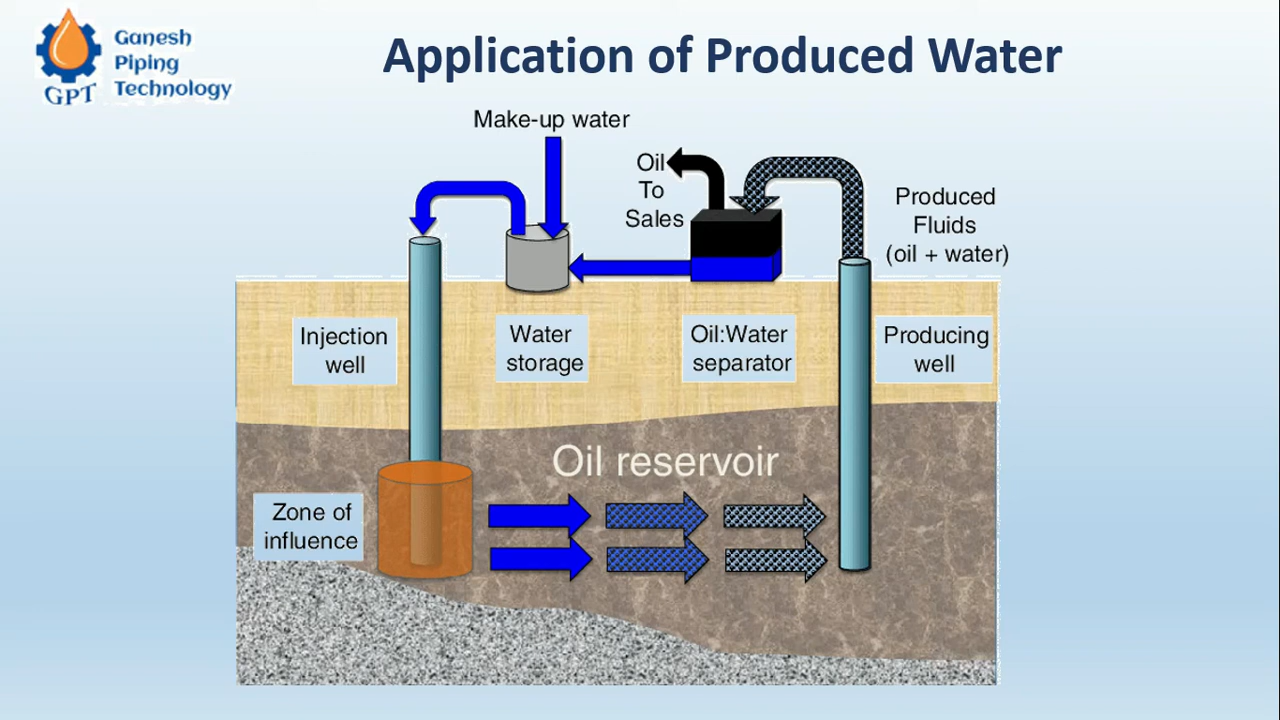 Ganesh
Piping
Technology
GPT
Application of Produced Water
Make-up water
Oil
To
Sales
Produced
Fluids
(oil + water)
Injection
well
Water
storage
Oil:Water
separator
Producing
well
Oil reservoir
Zone of
influence